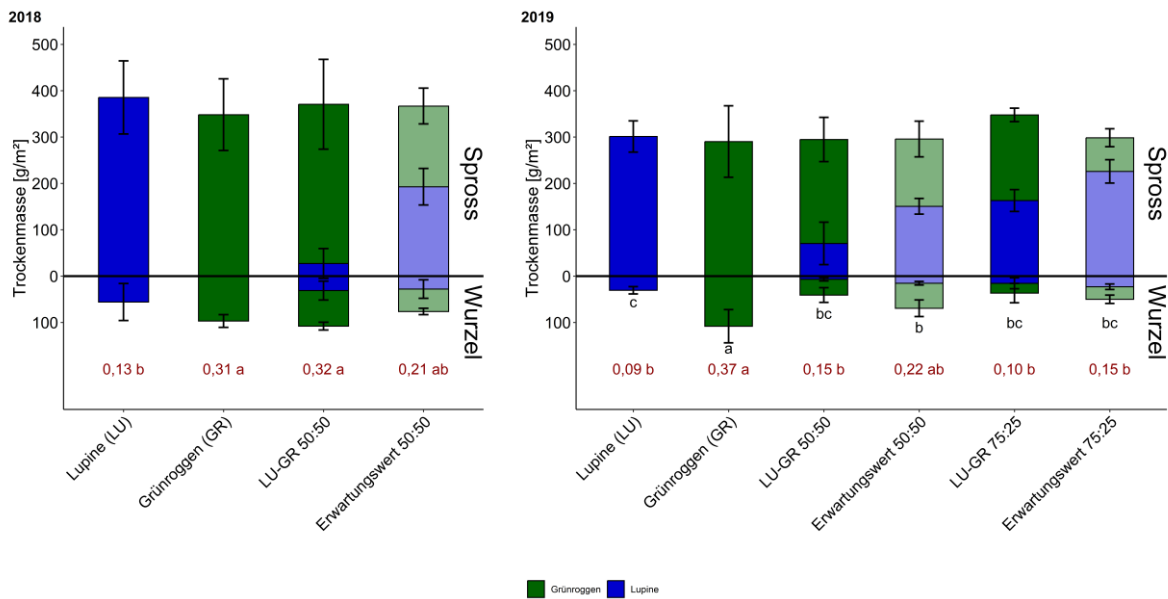 2018
500
400
300
200
100
0
100
Trockenmasse [g/m²]
Spross
Wurzel
0,13 b
0,31 a
0,32 a
0,21 ab
Lupine (LU)
Grünroggen (GR)
LU-GR 50:50
Erwartungswert 50:50
2019
500
400
300
200
100
0
100
Trockenmasse [g/m²]
Spross
Wurzel
c
a
bc
b
bc
bc
0,09 b
0,37 a
0,15 b
0,22 ab
0,10 b
0,15 b
Lupine (LU)
Grünroggen (GR)
LU-GR 50:50
Erwartungswert 50:50
LU-GR 75:25
Erwartungswert 75:25
Grünroggen
Lupine